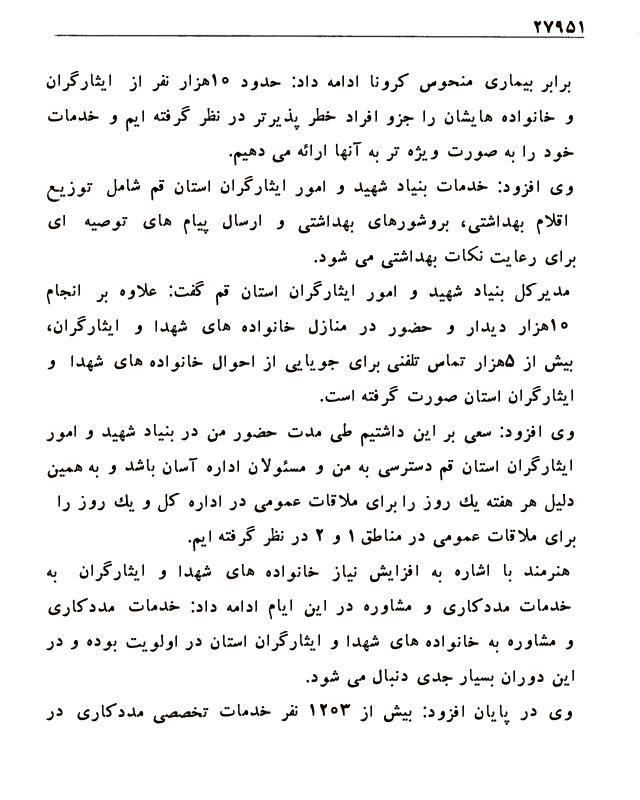 ۲۷۹۵۱
برابر بیماری منحوس کرونا ادامه داد: حدود ۱۰هزار نفر از ایثارگران
و خانواده هایشان را جزو افراد خطر پذیرتر در نظر گرفته ایم و خدمات
خود را به صورت ویژه تر به آنها ارائه می دهیم.
وی افزود: خدمات بنیاد شهید و امور ایثارگران استان قم شامل توزیع
اقلام بهداشتی، بروشورهای بهداشتی و ارسال پیام های توصیه ای
برای رعایت نکات بهداشتی می شود.
مدیرکل بنیاد شهید و امور ایثارگران استان قم گفت: علاوه بر انجام
۱۰هزار دیدار و حضور در منازل خانواده های شهدا و ایثارگران،
بیش از ۵هزار تماس تلفنی برای جویایی از احوال خانواده های شهدا و
ایثارگران استان صورت گرفته است.
وی افزود: سعی بر این داشتیم طی مدت حضور من در بنیاد شهید و امور
ایثارگران استان قم دسترسی به من و مسئولان اداره آسان باشد و به همین
دلیل هر هفته یك روز را برای ملاقات عمومی در اداره کل و یك روز را
برای ملاقات عمومی در مناطق ۱ و ۲ در نظر گرفته ایم.
هنرمند با اشاره به افزایش نیاز خانواده های شهدا و ایثارگران به
خدمات مددکاری و مشاوره در این ایام ادامه داد: خدمات مددکاری
و مشاوره به خانواده های شهدا و ایثارگران استان در اولویت بوده و در
این دوران بسیار جدی دنبال می شود.
وی در پایان افزود: بیش از ۱۲۰۳ نفر خدمات تخصصی مددکاری در